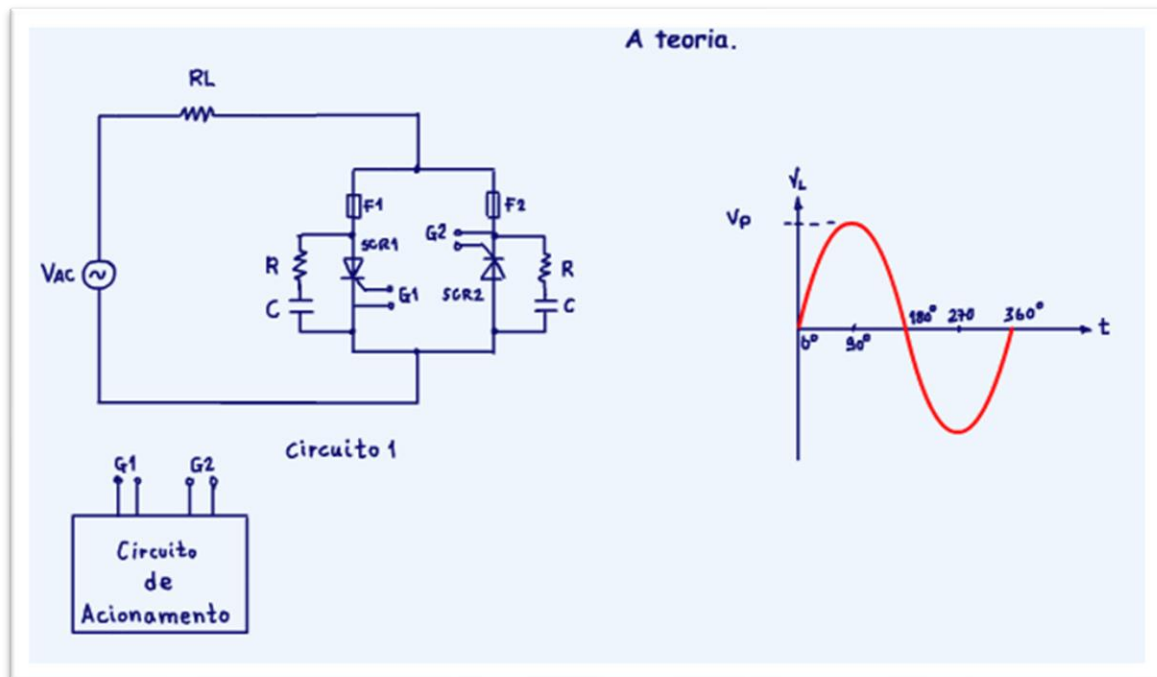 A teoria.
RL
VAC
F1
F2
SCR1
G2
R
G1
SCR2
R
C
C
Circuito 1
G1 G2
Circuito
de
Acionamento
VL
Vp
0° 90° 180° 270 360° t